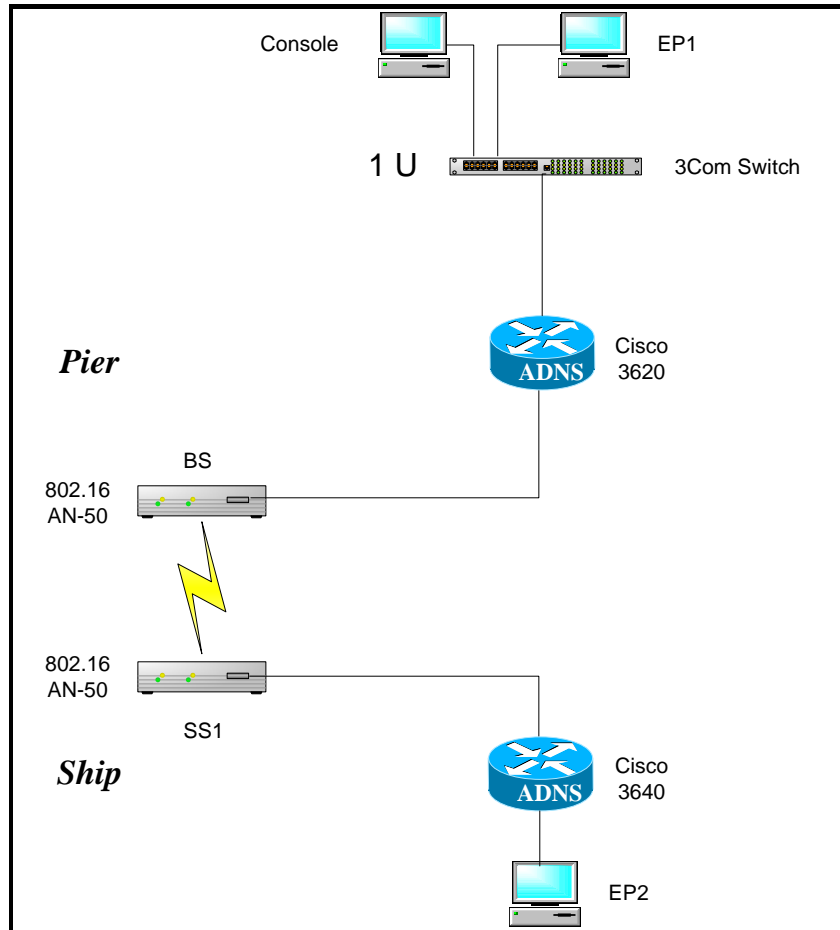 Console
EP1
1 U
3Com Switch
Pier
Cisco
3620
ADNS
BS
802.16
AN-50
802.16
AN-50
SS1
Ship
Cisco
3640
ADNS
EP2